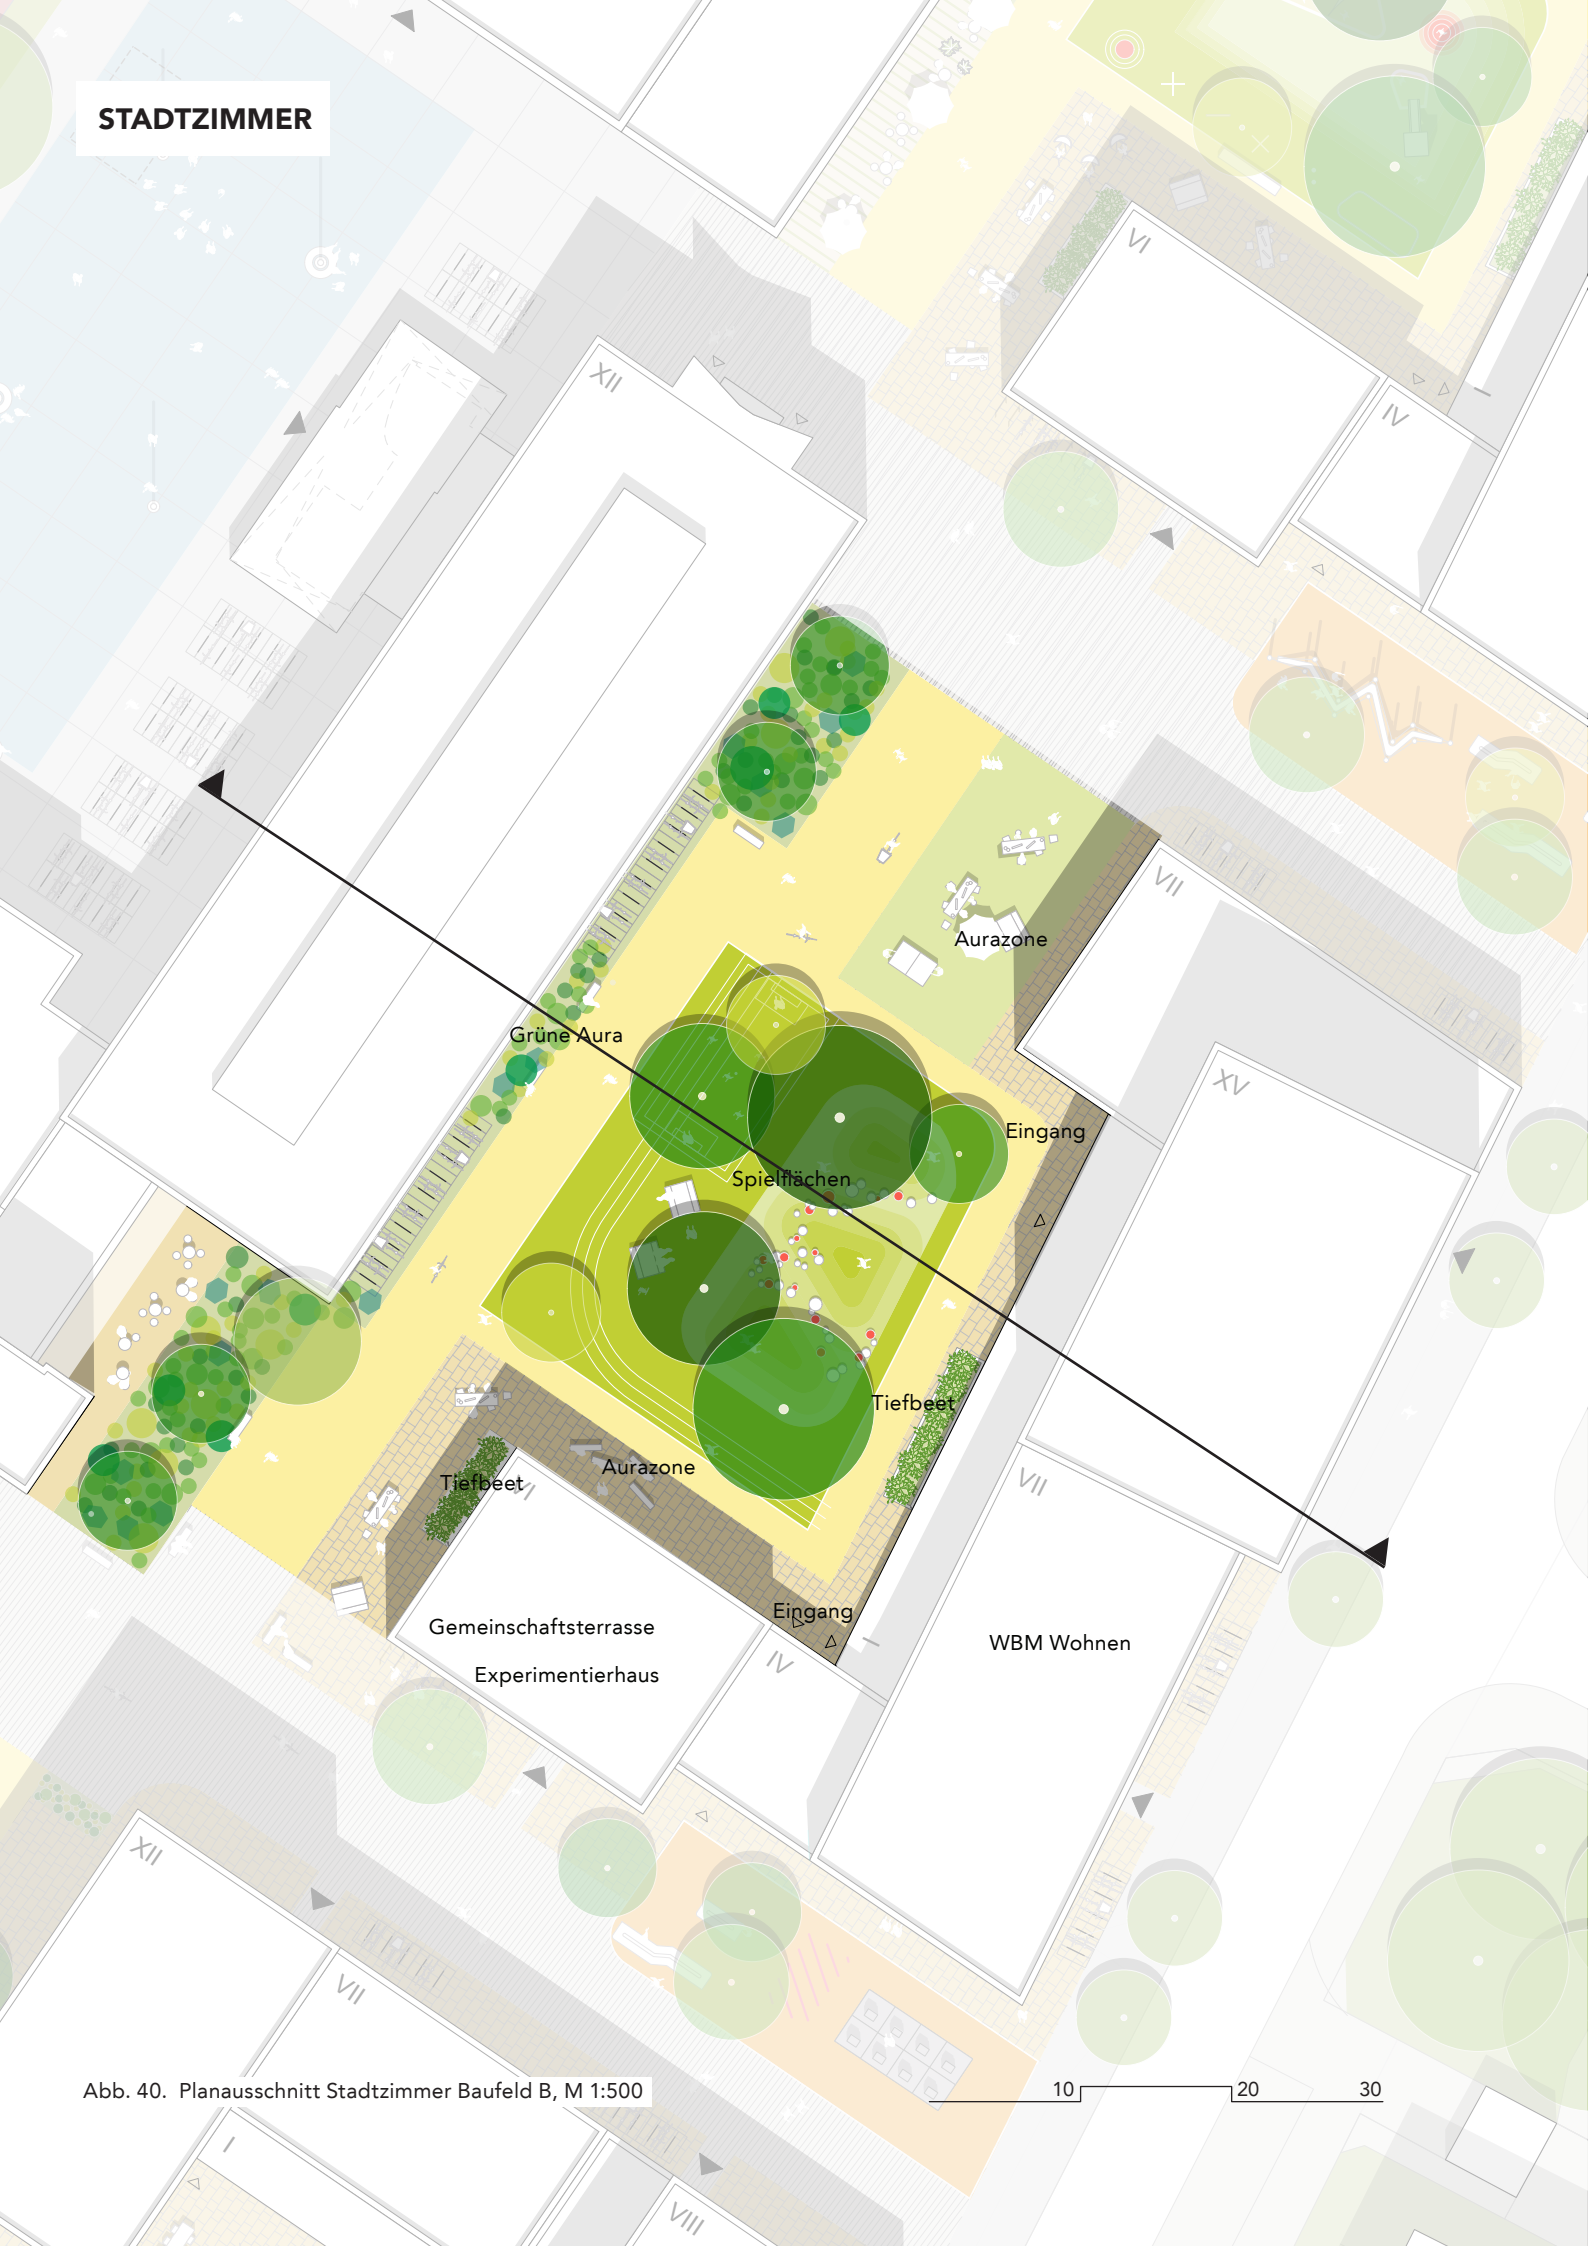 STADTZIMMER
VI
XII
IV
VII
Aurazone
Grüne Aura
XV
Eingang
Spielflächen
Tiefbeet
Aurazone
Tiefbeet
VI
VII
Eingang
Gemeinschaftsterrasse
I
WBM Wohnen
IV
Experimentierhaus
XII
VII
Abb. 40. Planausschnitt Stadtzimmer Baufeld B, M 1:500
10 20 30
I
VIII